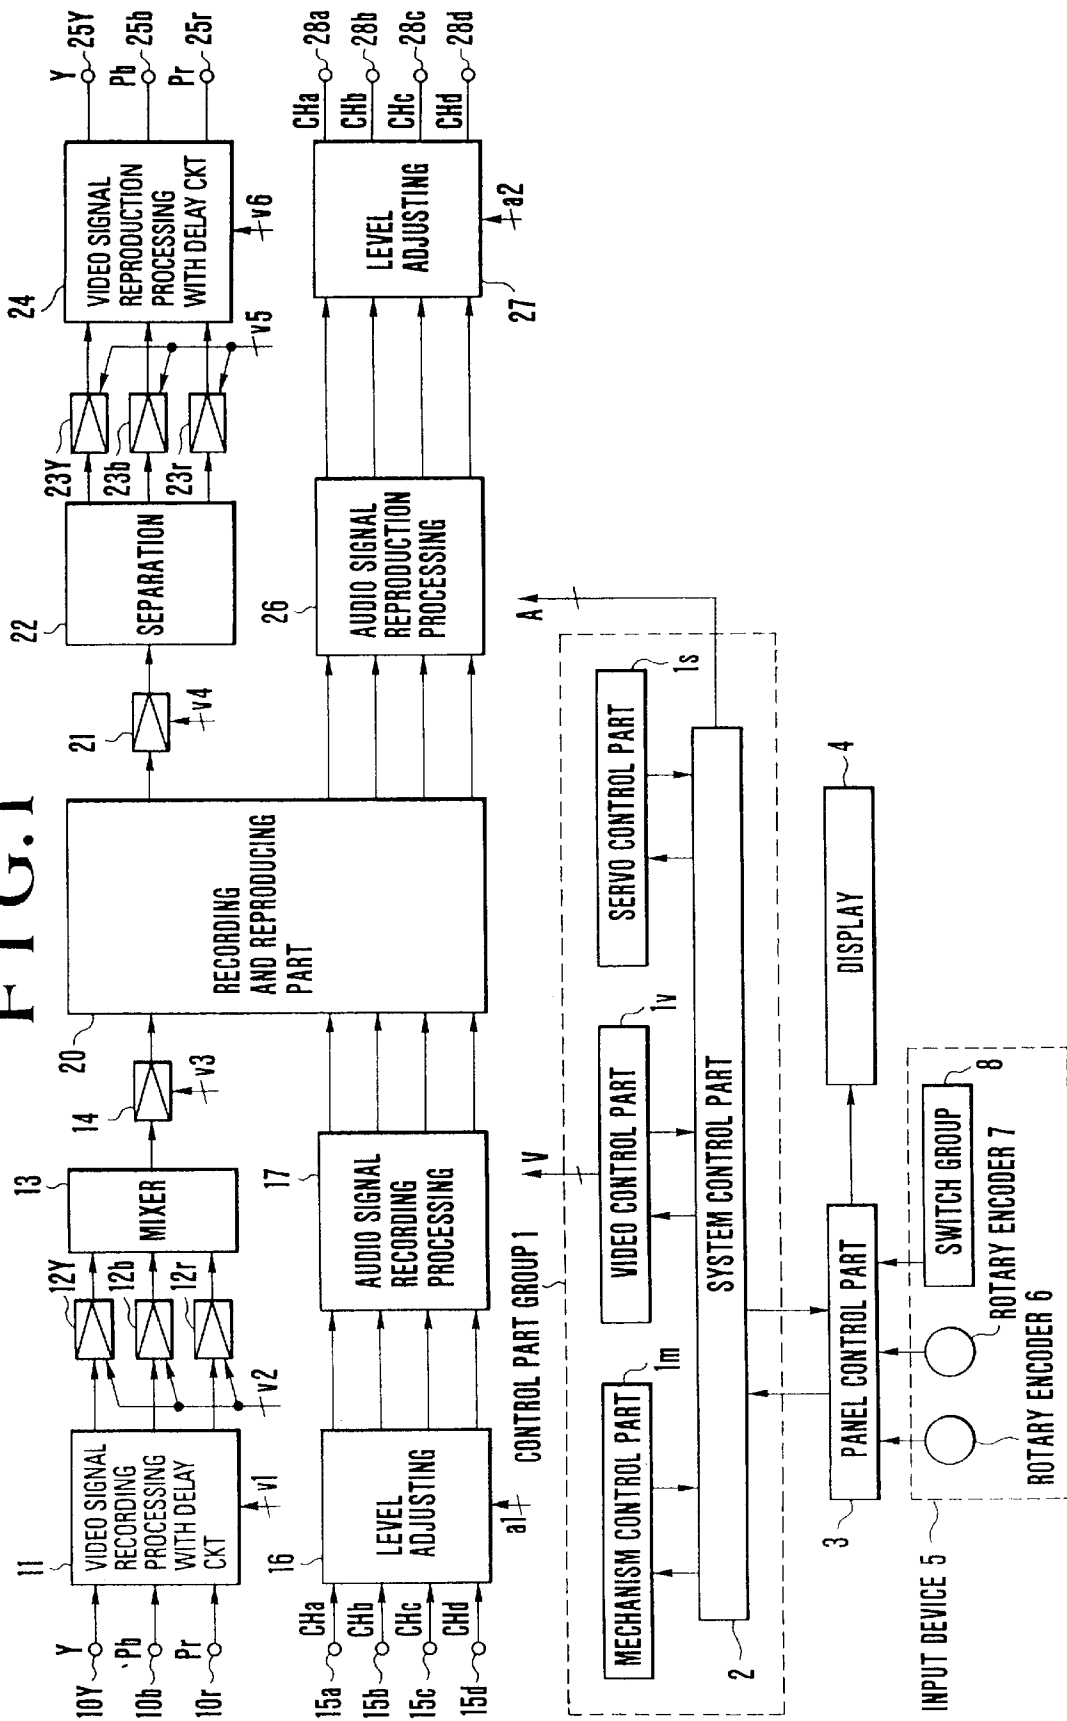 FIG.1
10Y
Y
10b
Pb
10r
Pr
11
VIDEO SIGNAL
RECORDING
PROCESSING
WITH DELAY
CKT
v1
12Y
12b
12r
v2
13
MIXER
14
v3
20
RECORDING
AND REPRODUCING
PART
21
v4
22
SEPARATION
23Y
23b
23r
v5
24
VIDEO SIGNAL
REPRODUCTION
PROCESSING
WITH DELAY CKT
v6
Y
25Y
Pb
25b
Pr
25r
15a
CHa
15b
CHb
15c
CHc
15d
CHd
16
LEVEL
ADJUSTING
a1
17
AUDIO SIGNAL
RECORDING
PROCESSING
26
AUDIO SIGNAL
REPRODUCTION
PROCESSING
27
LEVEL
ADJUSTING
a2
CHa
28a
CHb
28b
CHc
28c
CHd
28d
CONTROL PART GROUP 1
V
A
MECHANISM CONTROL PART
1m
VIDEO CONTROL PART
1v
SERVO CONTROL PART
1s
2
SYSTEM CONTROL PART
3
PANEL CONTROL PART
DISPLAY
4
INPUT DEVICE 5
SWITCH GROUP
8
ROTARY ENCODER 7
ROTARY ENCODER 6